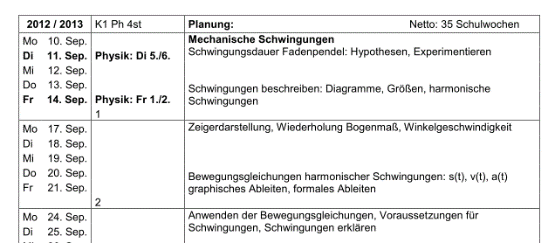 2012 / 2013 K1 Ph 4st Planung: Netto: 35 Schulwochen
Mo 10. Sep. Mechanische Schwingungen
Di 11. Sep. Physik: Di 5./6. Schwingungsdauer Fadenpendel: Hypothesen, Experimentieren
Mi 12. Sep.
Do 13. Sep. Schwingungen beschreiben: Diagramme, Größen, harmonische
Fr 14. Sep. Physik: Fr 1./2. Schwingungen
1
Mo 17. Sep. Zeigerdarstellung, Wiederholung Bogenmaß, Winkelgeschwindigkeit
Di 18. Sep.
Mi 19. Sep.
Do 20. Sep. Bewegungsgleichungen harmonischer Schwingungen: s(t), v(t), a(t)
Fr 21. Sep. graphisches Ableiten, formales Ableiten
2
Mo 24. Sep. Anwenden der Bewegungsgleichungen, Voraussetzungen für
Di 25. Sep. Schwingungen, Schwingungen erklären